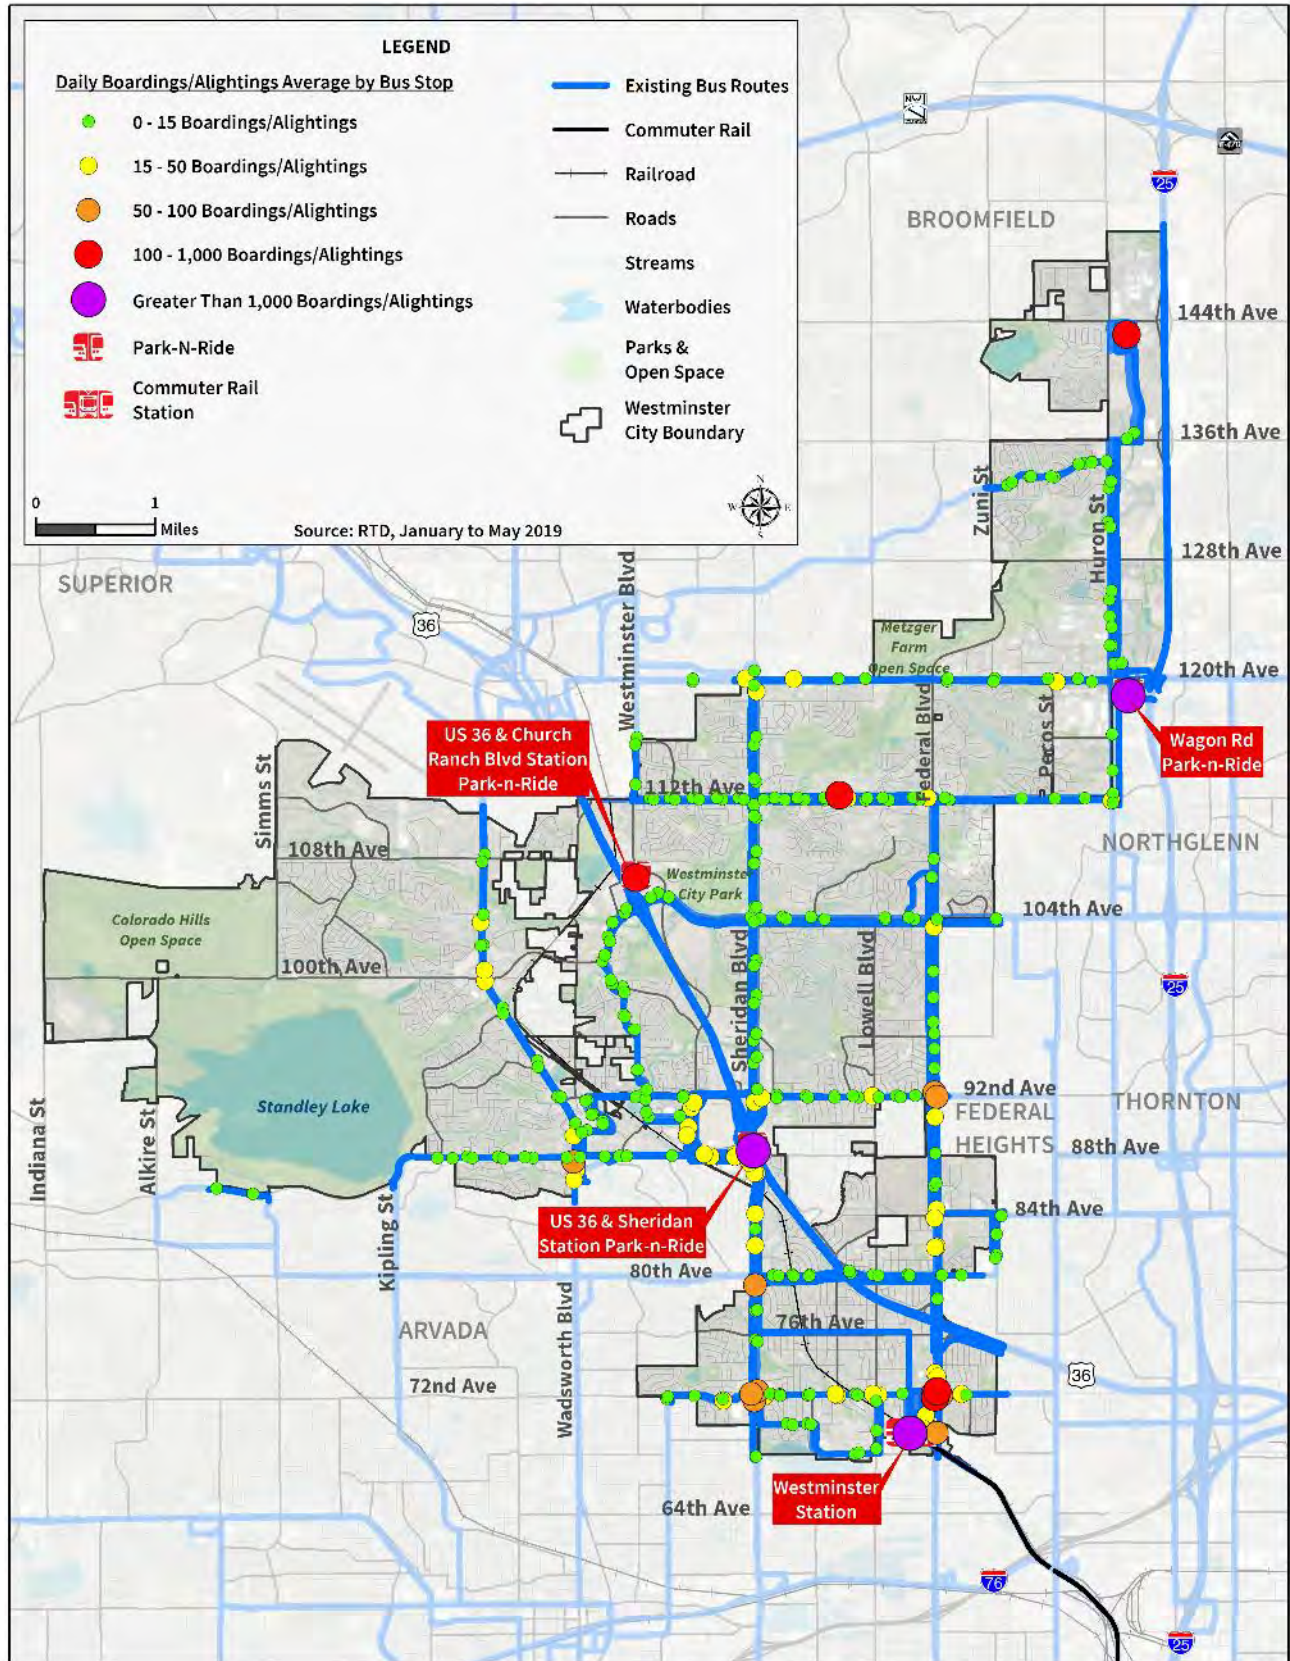 LEGEND
Daily Boardings/Alightings Average by Bus Stop
0 - 15 Boardings/Alightings
15 - 50 Boardings/Alightings
50 - 100 Boardings/Alightings
100 - 1,000 Boardings/Alightings
Greater Than 1,000 Boardings/Alightings
Park-N-Ride
Commuter Rail
Station
Existing Bus Routes
Commuter Rail
Railroad
Roads
Streams
Waterbodies
Parks &
Open Space
Westminster
City Boundary
0 1
Miles
Source: RTD, January to May 2019
N
W E
S
NW
E-470
25
BROOMFIELD
144th Ave
136th Ave
Zuni St
Huron St
128th Ave
SUPERIOR
36
Westminster Blvd
Metzger
Farm
Open Space
120th Ave
Federal Blvd
Pecos St
US 36 & Church
Ranch Blvd Station
Park-n-Ride
Wagon Rd
Park-n-Ride
Simms St
112th Ave
108th Ave
NORTHGLENN
Westminster
City Park
Colorado Hills
Open Space
104th Ave
100th Ave
Sheridan Blvd
Lowell Blvd
25
Standley Lake
92nd Ave
FEDERAL
HEIGHTS
THORNTON
88th Ave
Indiana St
Alkire St
Kipling St
84th Ave
US 36 & Sheridan
Station Park-n-Ride
80th Ave
Wadsworth Blvd
76th Ave
ARVADA
72nd Ave
36
Westminster
Station
64th Ave
76
25